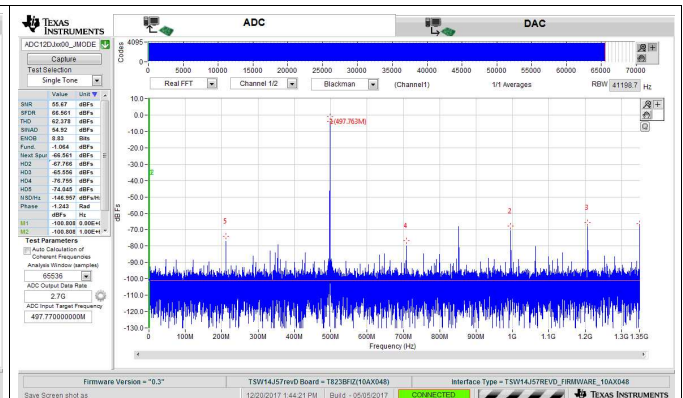 TEXAS INSTRUMENTS
ADC
DAC
ADC12DJxx00_JMODE
Capture
Test Selection
Single Tone
Value Unit
SNR 55.67 dBFs
SFDR 66.561 dBFs
THD 62.378 dBFs
SINAD 54.92 dBFs
ENOB 8.83 Bits
Fund. -1.064 dBFs
Next Spur -66.561 dBFs
HD2 -67.766 dBFs
HD3 -65.556 dBFs
HD4 -76.755 dBFs
HD5 -74.045 dBFs
NSD/Hz -146.957 dBFs/Hz
Phase -1.243 Rad
dBFs Hz
M1 -100.808 0.00E+(
M2 -100.808 1.00E+(
Test Parameters
Auto Calculation of
Coherent Frequencies
Analysis Window (samples)
65536
ADC Output Data Rate
2.7G
ADC Input Target Frequency
497.770000000M
Codes
4095
0
0 5000 10000 15000 20000 25000 30000 35000 40000 45000 50000 55000 60000 65000 70000
Real FFT Channel 1/2 Blackman (Channel1) 1/1 Averages RBW 41198.7 Hz
dBFs
10.0
0.0
-10.0
-20.0
-30.0
-40.0
-50.0
-60.0
-70.0
-80.0
-90.0
-100.0
-110.0
-120.0
-130.0
(497.763M)
5
4
2
3
0 100M 200M 300M 400M 500M 600M 700M 800M 900M 1G 1.1G 1.2G 1.3G 1.35G
Frequency (Hz)
Firmware Version = "0.3" TSW14J57revD Board = T823BFIZ(10AX048) Interface Type = TSW14J57REVD_FIRMWARE_10AX048
Save Screen shot as 12/20/2017 1:44:21 PM Build - 05/05/2017 CONNECTED TEXAS INSTRUMENTS